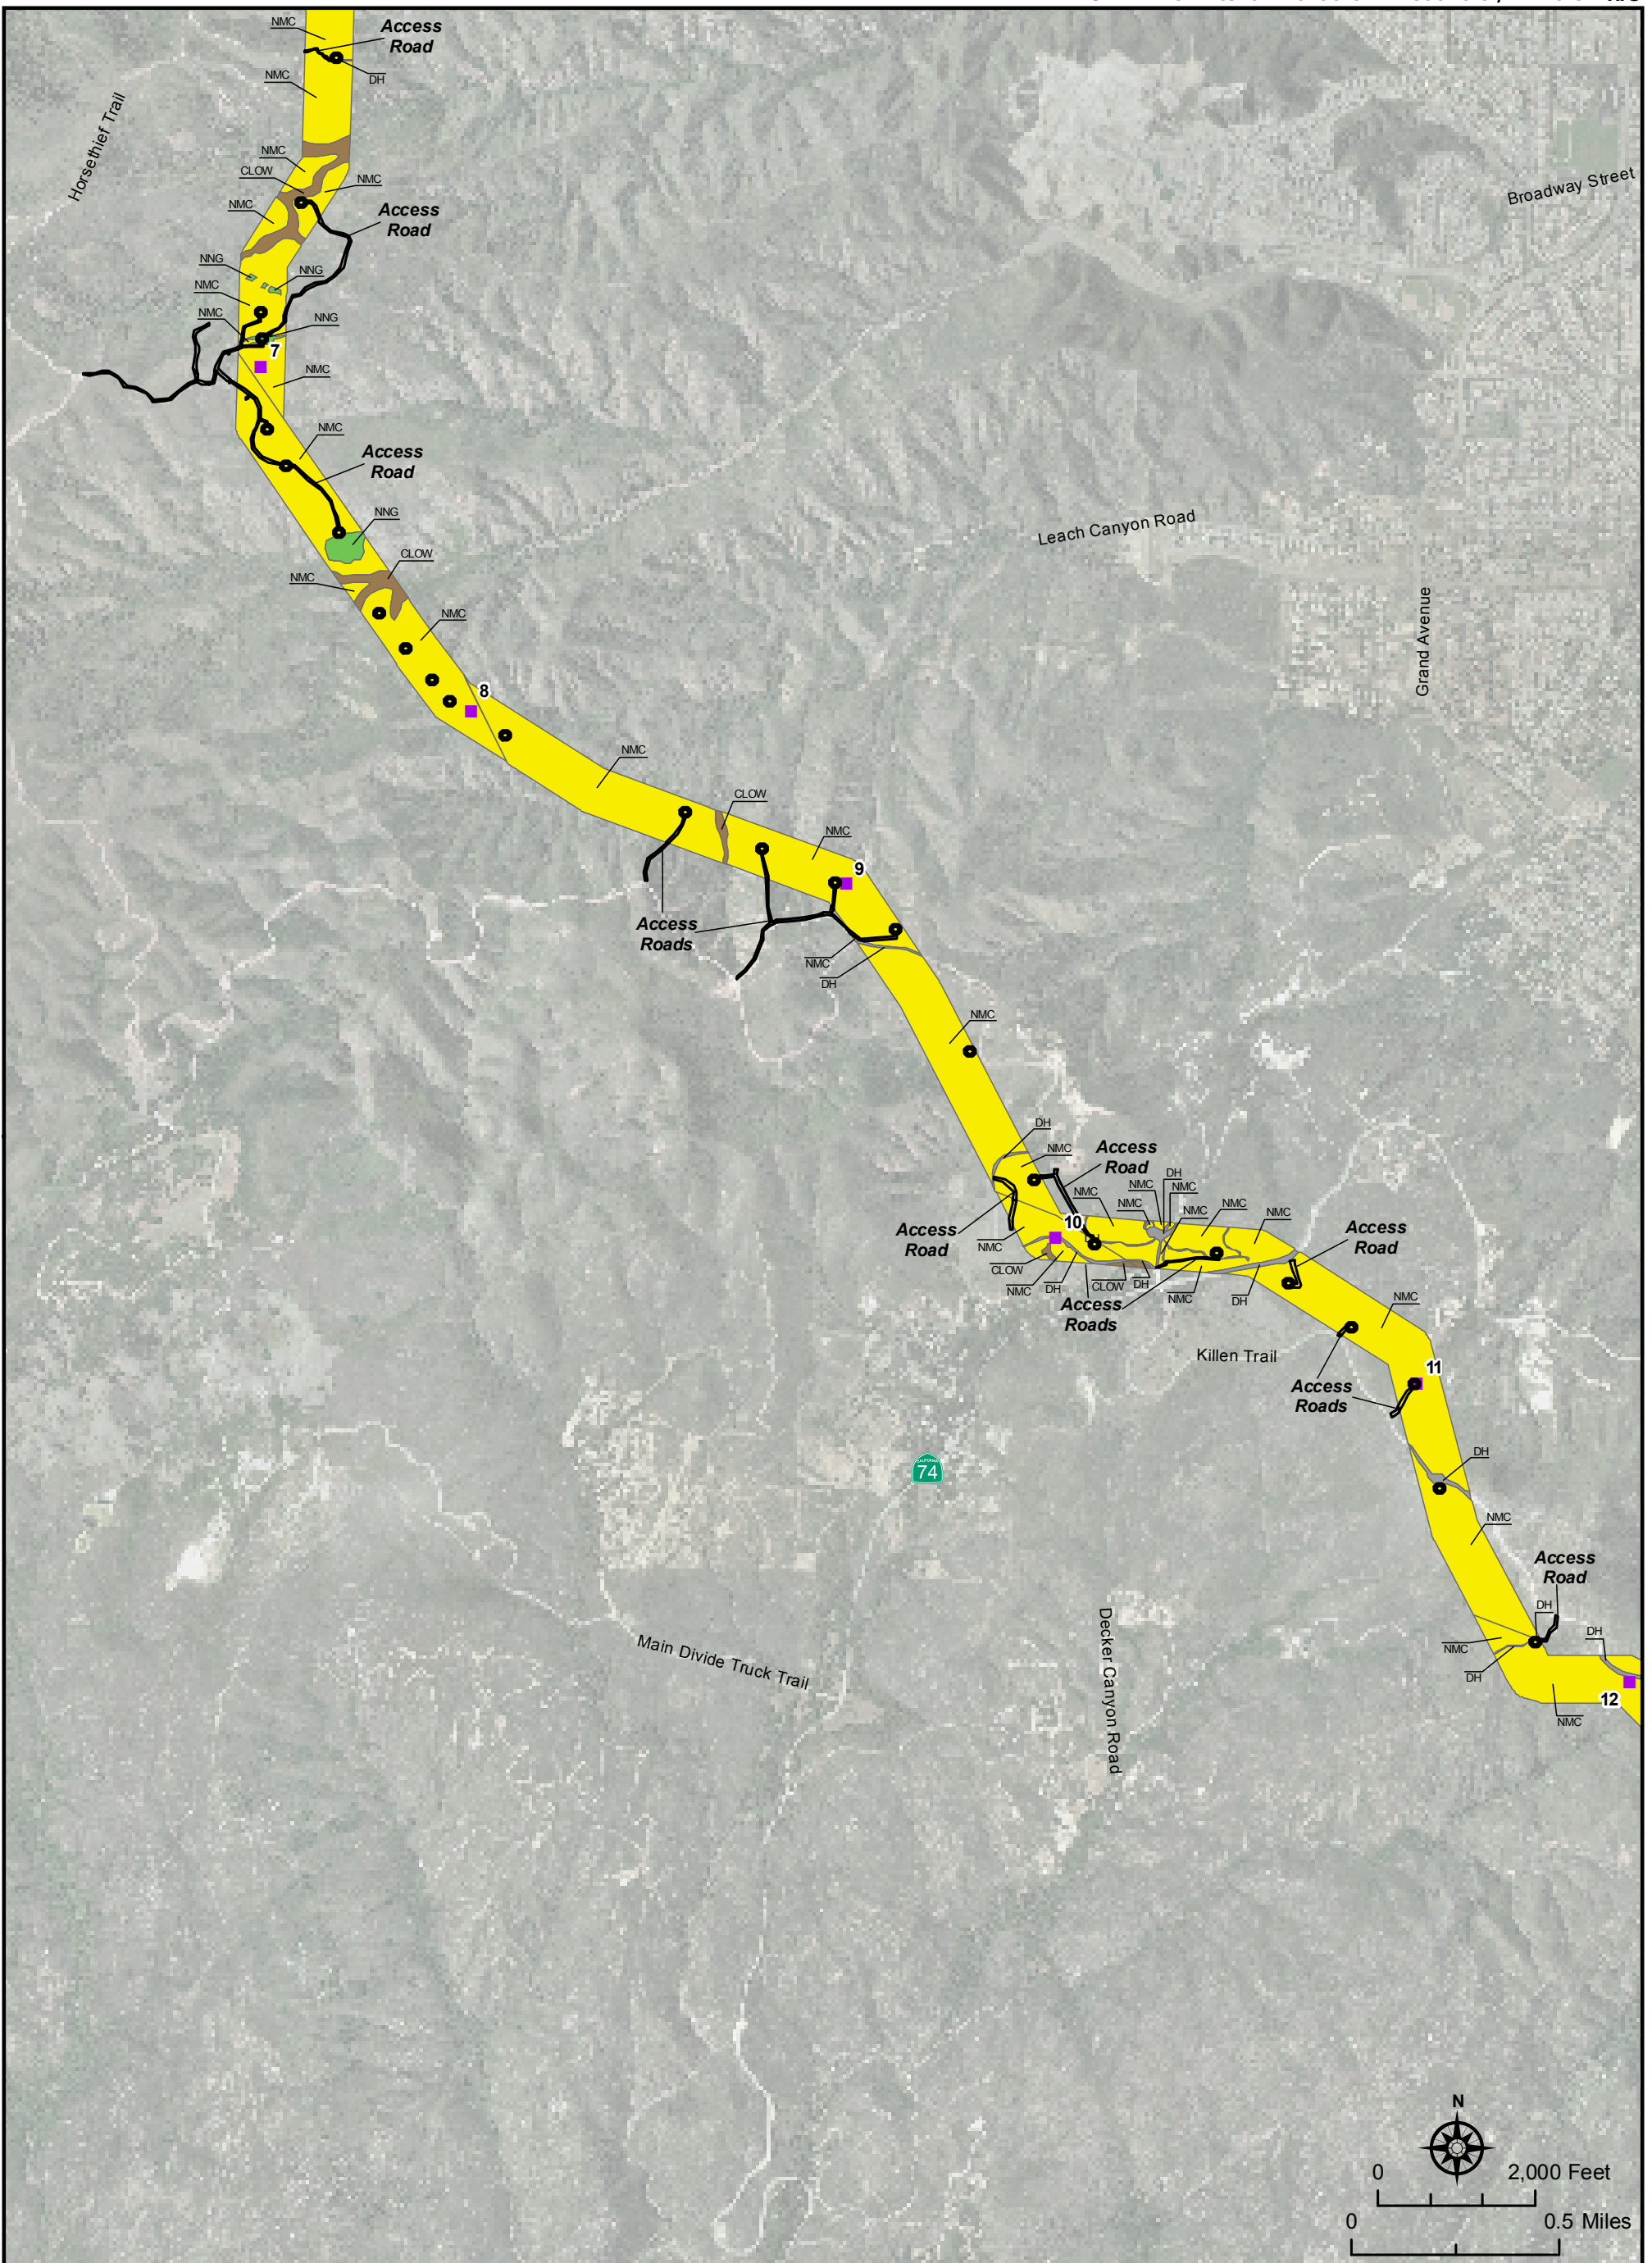 NMC
Access
Road
DH
NMC
Horsethief Trail
NMC
CLOW
NMC
NMC
Access
Road
Broadway Street
NNG
NNG
NMC
NMC
NNG
7
NMC
NMC
Access
Road
NNG
CLOW
NMC
NMC
Leach Canyon Road
Grand Avenue
8
NMC
CLOW
NMC
9
Access
Roads
NMC
DH
NMC
DH
NMC
Access
Road
DH
NMC
NMC
NMC
NMC
NMC
NMC
NMC
10
Access
Road
NMC
Access
Road
CLOW
NMC
DH
CLOW
DH
NMC
DH
Access
Roads
NMC
Killen Trail
11
Access
Roads
DH
74
NMC
Access
Road
DH
DH
NMC
DH
12
NMC
Main Divide Truck Trail
Decker Canyon Road
N
0 2,000 Feet
0 0.5 Miles